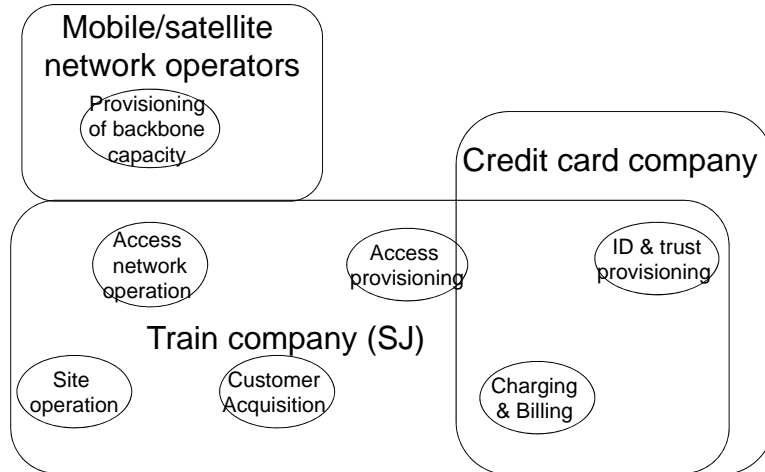 Mobile/satellite
network operators
Provisioning
of backbone
capacity
Credit card company
Access
network
operation
Access
provisioning
ID & trust
provisioning
Train company (SJ)
Site
operation
Customer
Acquisition
Charging
& Billing